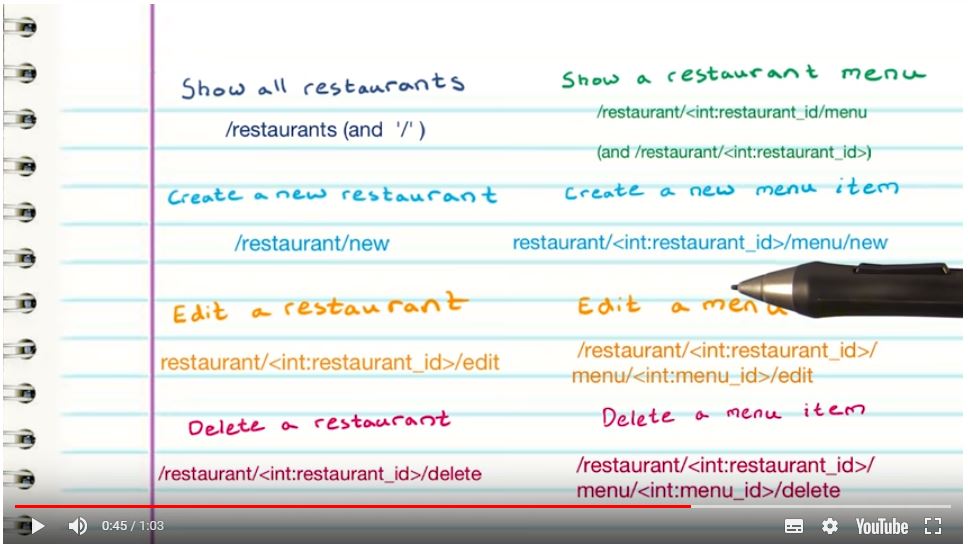 Show all restaurants
/restaurants (and '/' )
Show a restaurant menu
/restaurant/<int:restaurant_id/menu
(and /restaurant/<int:restaurant_id>)
Create a new restaurant
/restaurant/new
Create a new menu item
restaurant/<int:restaurant_id>/menu/new
Edit a restaurant
restaurant/<int:restaurant_id>/edit
Edit a menu
/restaurant/<int:restaurant_id>/
menu/<int:menu_id>/edit
Delete a restaurant
/restaurant/<int:restaurant_id>/delete
Delete a menu item
/restaurant/<int:restaurant_id>/
menu/<int:menu_id>/delete
0:45 / 1:03
YouTube